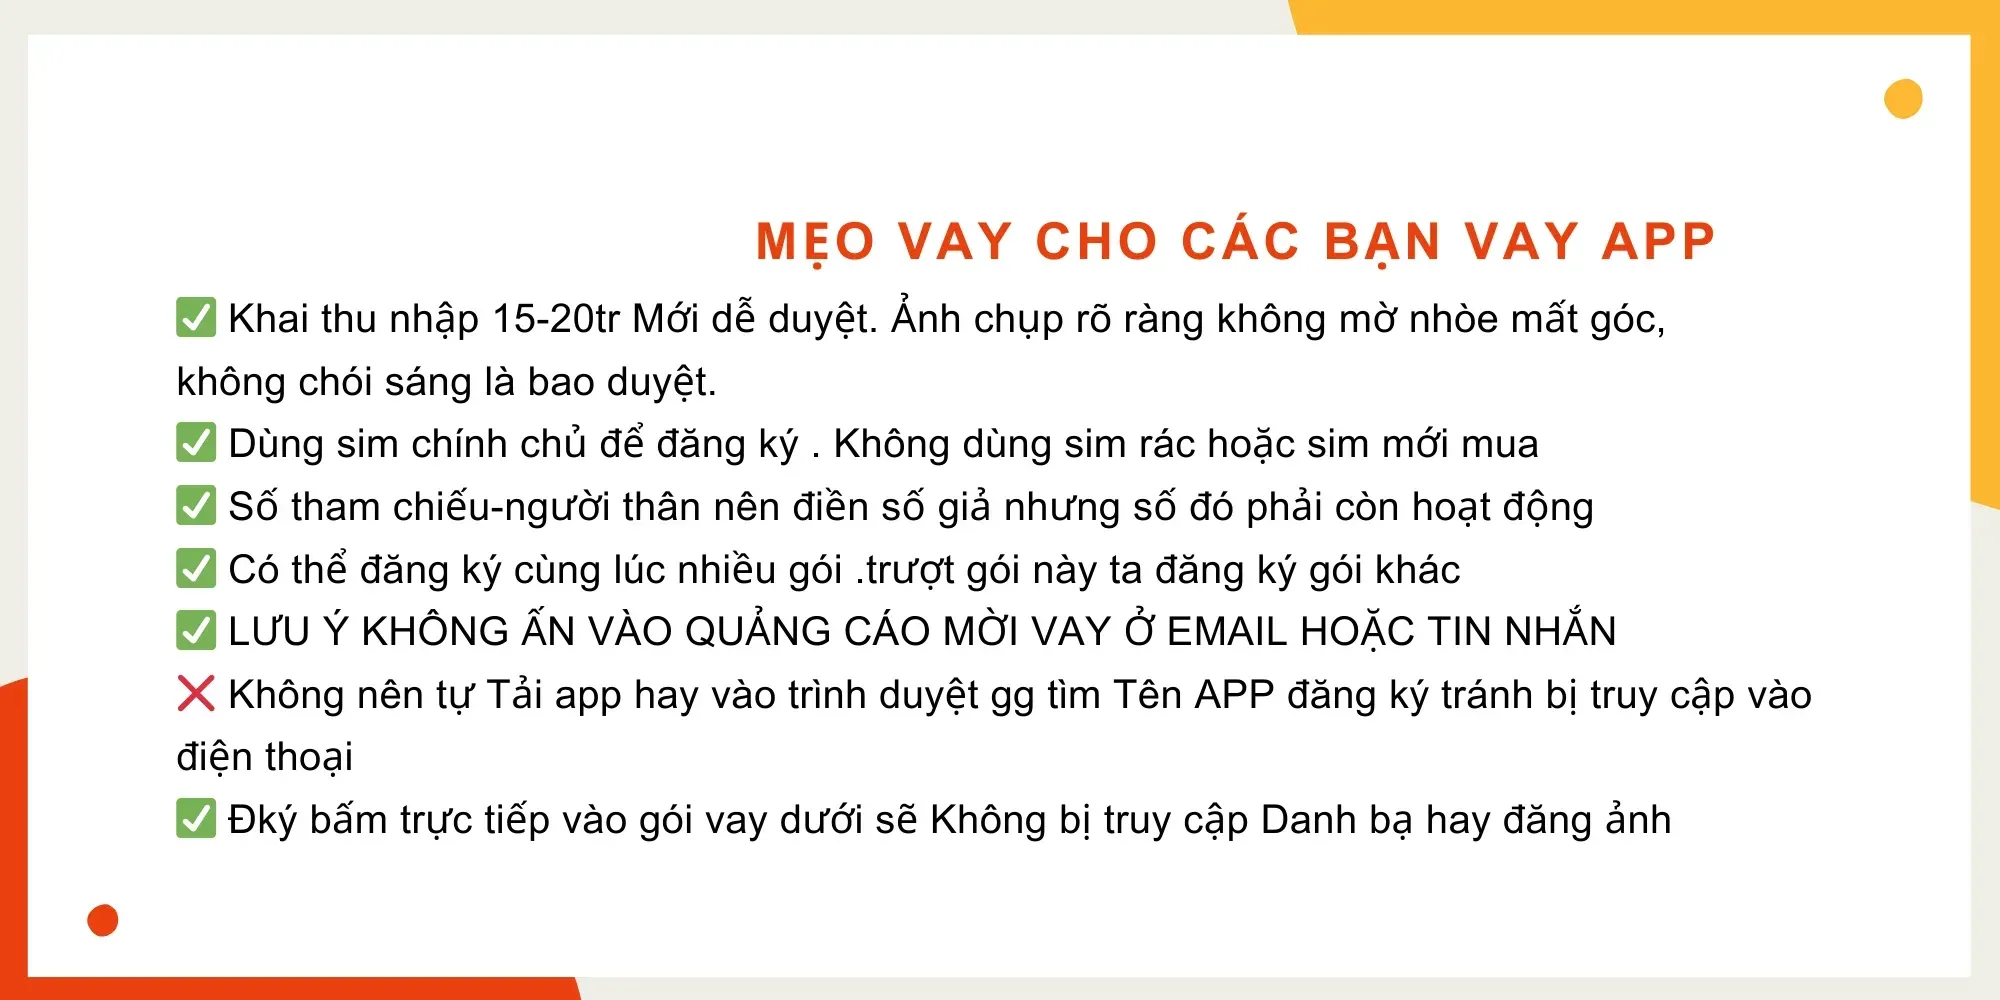 MẸO VAY CHO CÁC BẠN VAY APP
✅ Khai thu nhập 15-20tr Mới dễ duyệt. Ảnh chụp rõ ràng không mờ nhòe mất góc,
không chói sáng là bao duyệt.
✅ Dùng sim chính chủ để đăng ký . Không dùng sim rác hoặc sim mới mua
✅ Số tham chiếu-người thân nên điền số giả nhưng số đó phải còn hoạt động
✅ Có thể đăng ký cùng lúc nhiều gói .trượt gói này ta đăng ký gói khác
✅ LƯU Ý KHÔNG ẤN VÀO QUẢNG CÁO MỜI VAY Ở EMAIL HOẶC TIN NHẮN
❌ Không nên tự Tải app hay vào trình duyệt gg tìm Tên APP đăng ký tránh bị truy cập vào
điện thoại
✅ Đký bấm trực tiếp vào gói vay dưới sẽ Không bị truy cập Danh bạ hay đăng ảnh